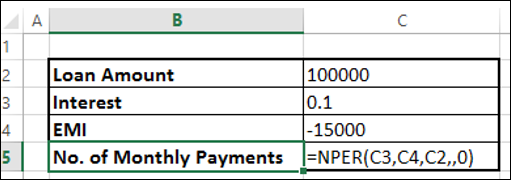 A B C
1
2 Loan Amount 100000
3 Interest 0.1
4 EMI -15000
5 No. of Monthly Payments =NPER(C3,C4,C2,,0)